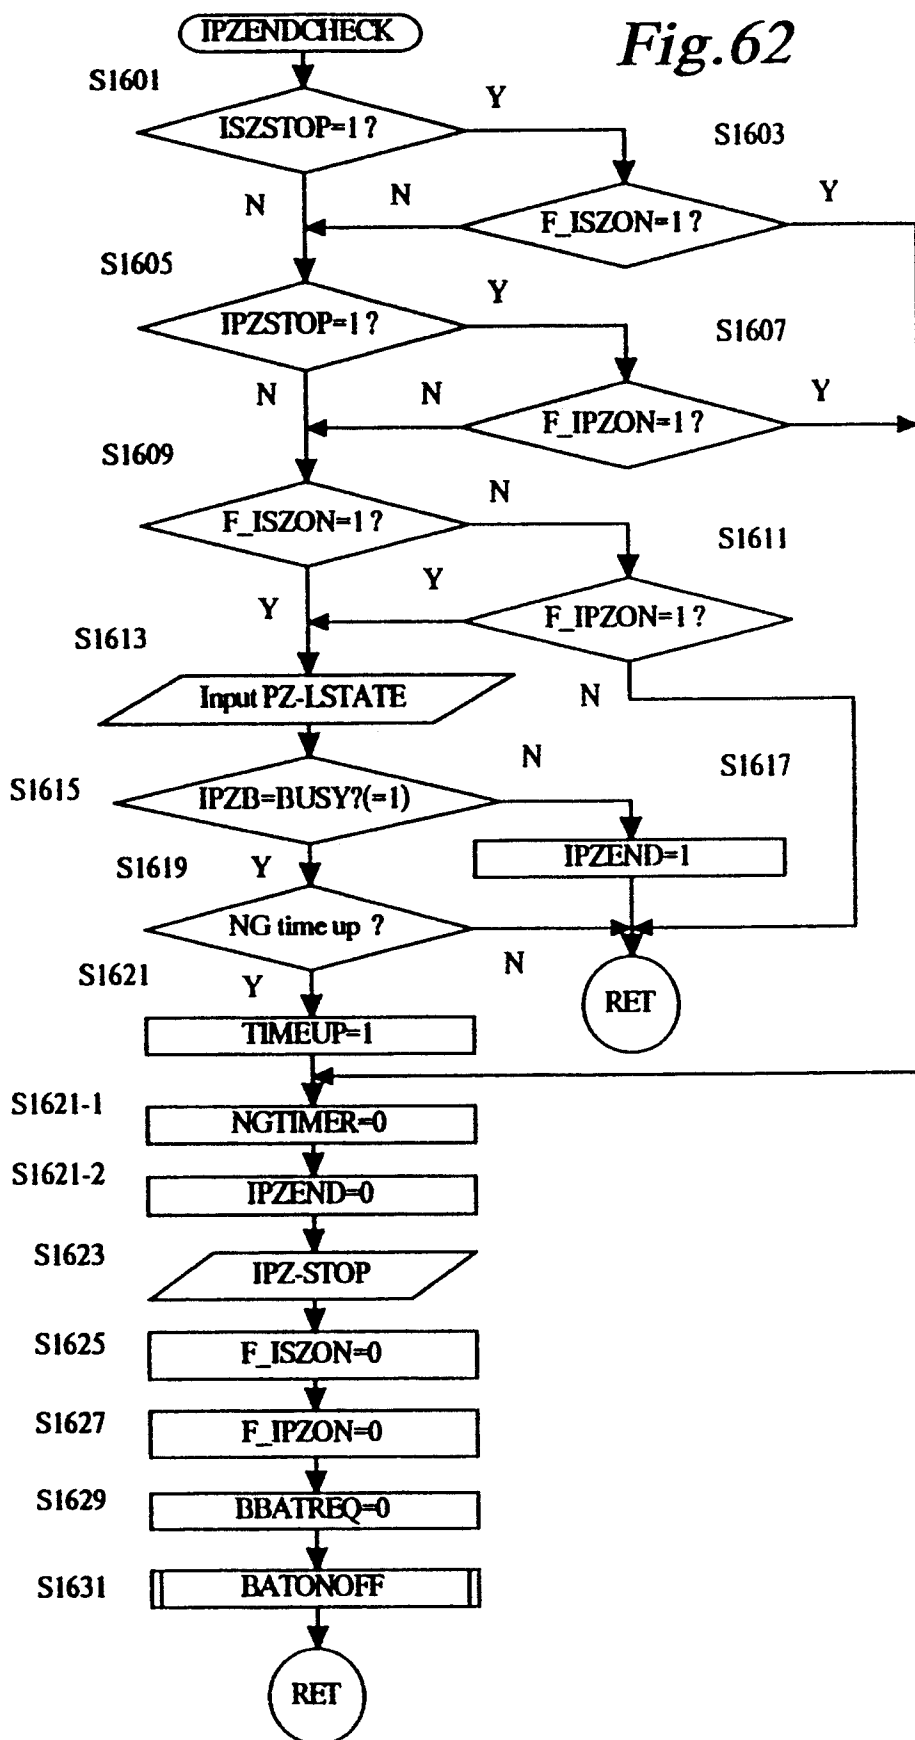 IPZENDCHECK
Fig.62
S1601
ISZSTOP=1?
Y
S1603
N
N
F_ISZON=1?
Y
S1605
IPZSTOP=1?
Y
S1607
N
N
F_IPZON=1?
Y
S1609
F_ISZON=1?
N
S1611
Y
Y
F_IPZON=1?
S1613
Input PZ-LSTATE
N
S1615
IPZB=BUSY?(=1)
N
S1617
IPZEND=1
S1619
Y
NG time up ?
N
S1621
Y
RET
TIMEUP=1
S1621-1
NGTIMER=0
S1621-2
IPZEND=0
S1623
IPZ-STOP
S1625
F_ISZON=0
S1627
F_IPZON=0
S1629
BBATREQ=0
S1631
BATONOFF
RET